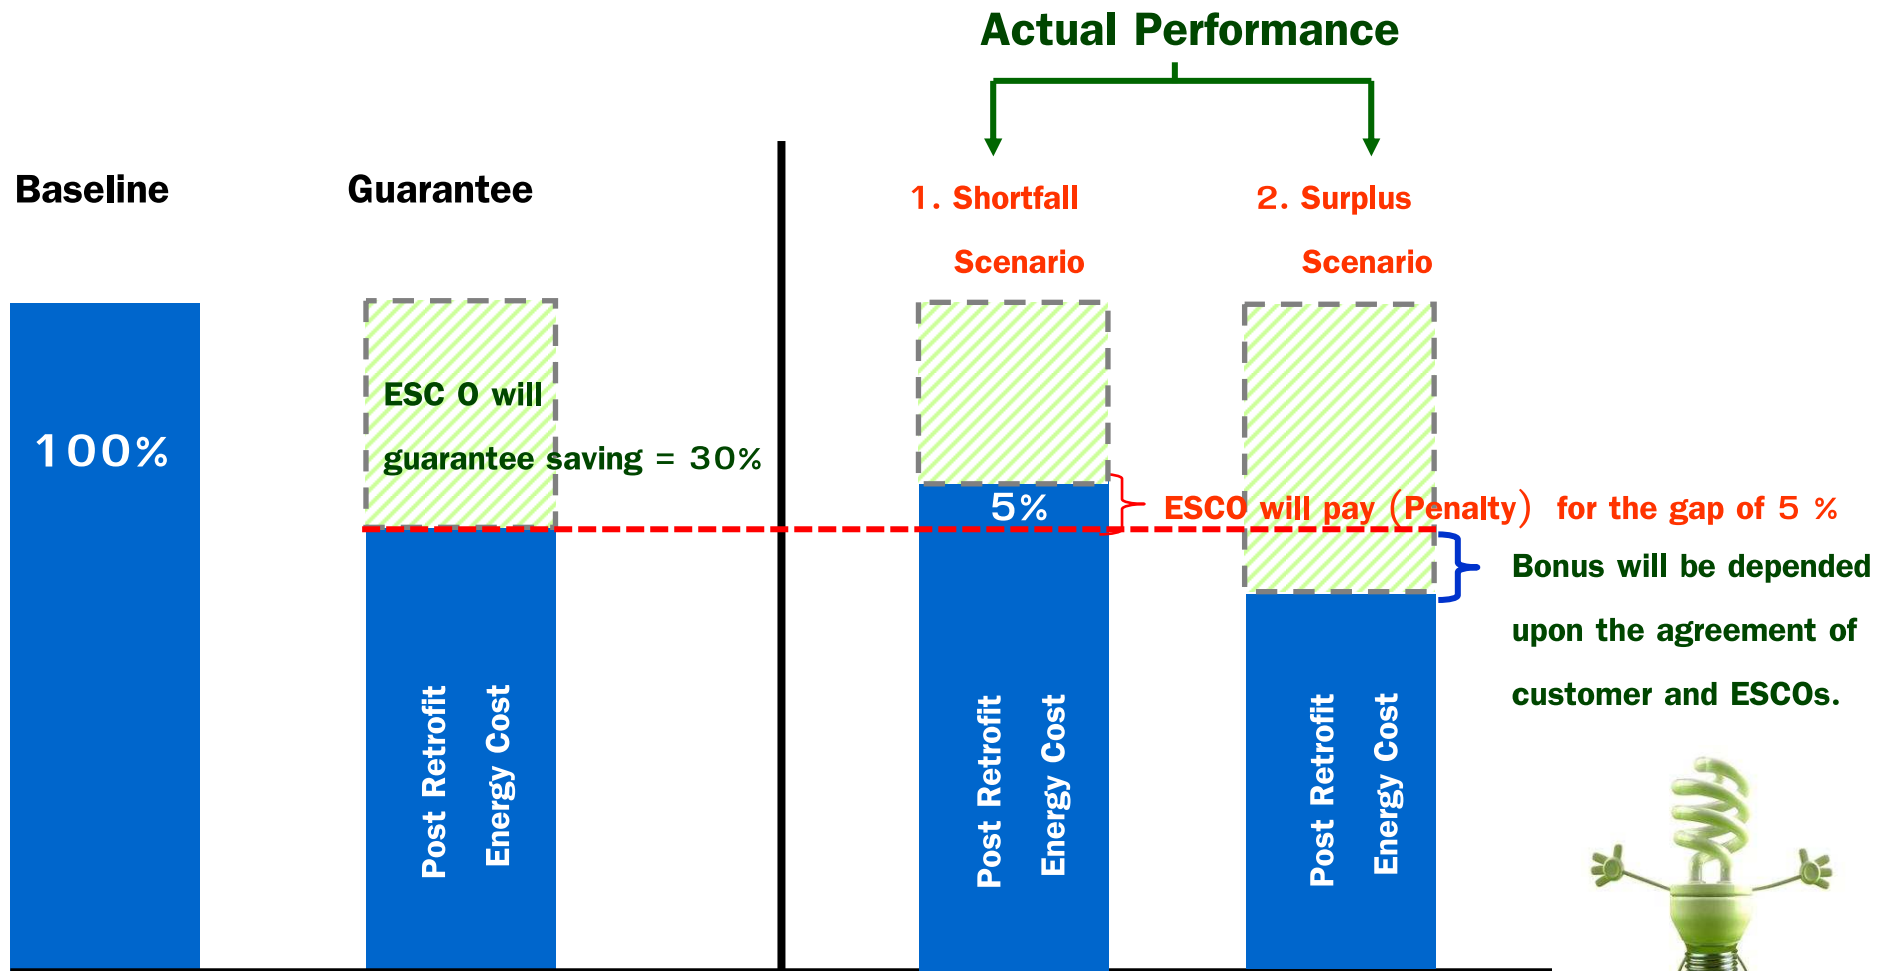 Actual Performance
Baseline
Guarantee
1. Shortfall
Scenario
2. Surplus
Scenario
100%
ESC O will
guarantee saving = 30%
5%
ESCO will pay (Penalty) for the gap of 5 %
Bonus will be depended
upon the agreement of
customer and ESCOs.
Post Retrofit
Energy Cost
Post Retrofit
Energy Cost
Post Retrofit
Energy Cost